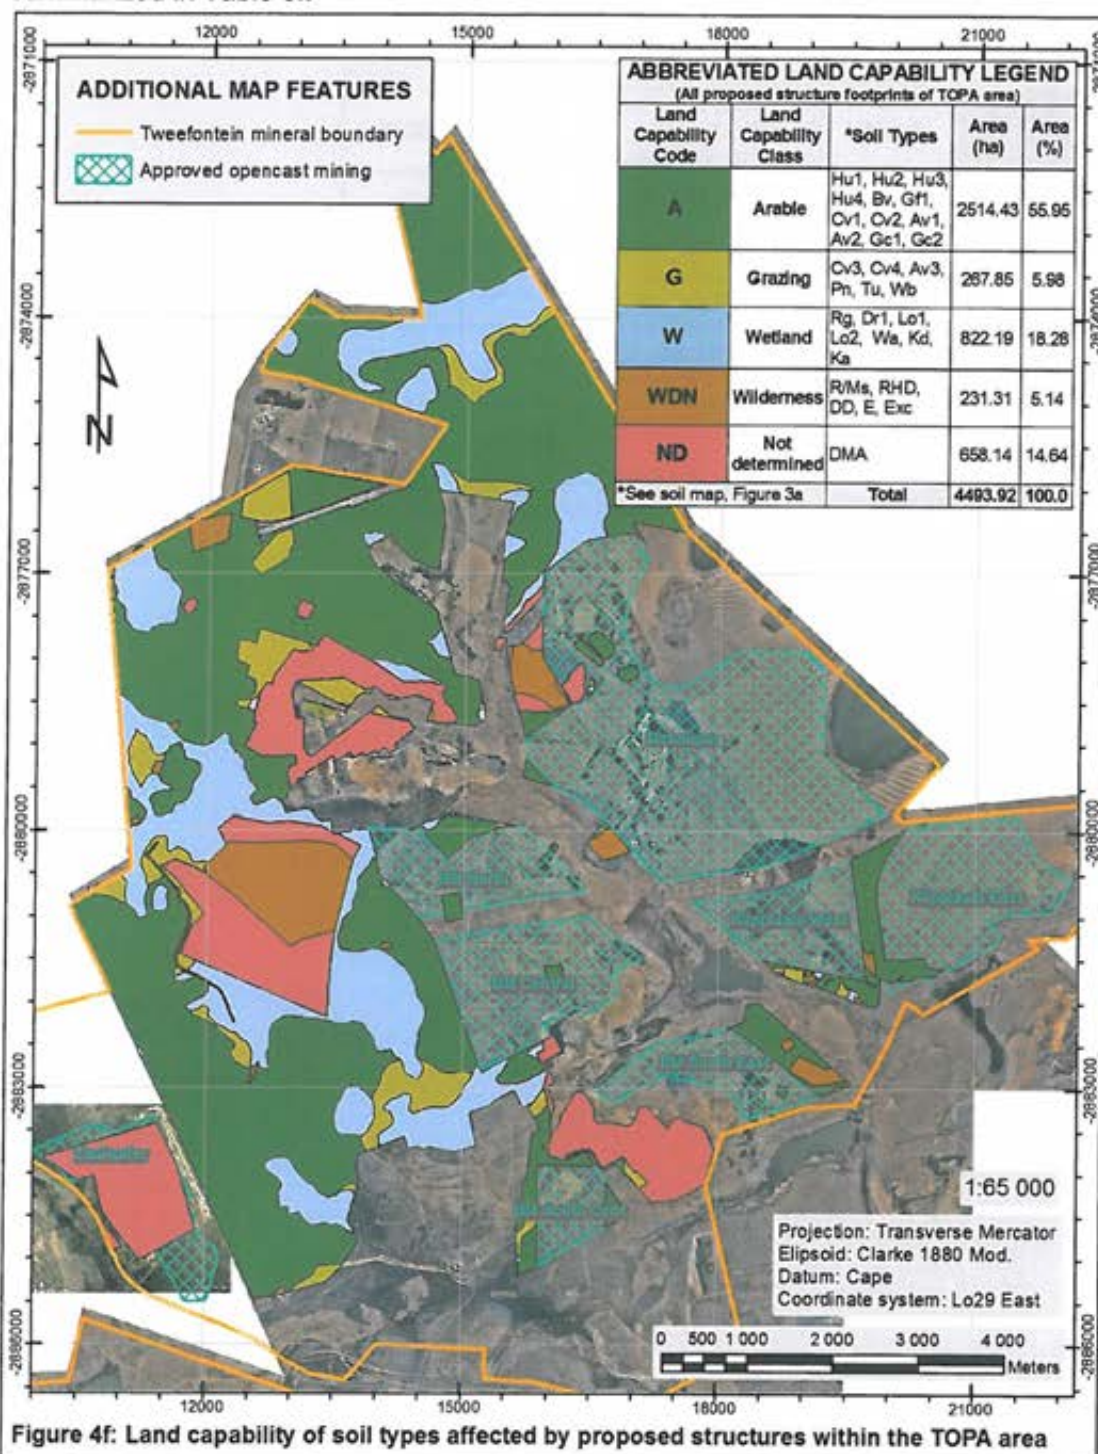 12000 15000 18000 21000
-2871000
ADDITIONAL MAP FEATURES
Tweefontein mineral boundary
Approved opencast mining
ABBREVIATED LAND CAPABILITY LEGEND
(All proposed structure footprints of TOPA area)
Land Capability Code Land Capability Class *Soil Types Area (ha) Area (%)
A Arable Hu1, Hu2, Hu3, Hu4, Bv, Gf1, Cv1, Cv2, Av1, Av2, Gc1, Gc2 2514.43 55.95
G Grazing Cv3, Cv4, Av3, Pn, Tu, Wb 267.85 5.98
W Wetland Rg, Dr1, Lo1, Lo2, Wa, Kd, Ka 822.19 18.28
WDN Wilderness R/Ms, RHD, DD, E, Exc 231.31 5.14
ND Not determined DMA 658.14 14.64
*See soil map, Figure 3a Total 4493.92 100.0
-2874000 -2874000
N
-2877000 -2877000
-2880000 -2880000
-2883000 -2883000
1:65 000
Projection: Transverse Mercator
Elipsoid: Clarke 1880 Mod.
Datum: Cape
Coordinate system: Lo29 East
0 500 1 000 2 000 3 000 4 000
Meters
-2886000 -2886000
12000 15000 18000 21000
Figure 4f: Land capability of soil types affected by proposed structures within the TOPA area